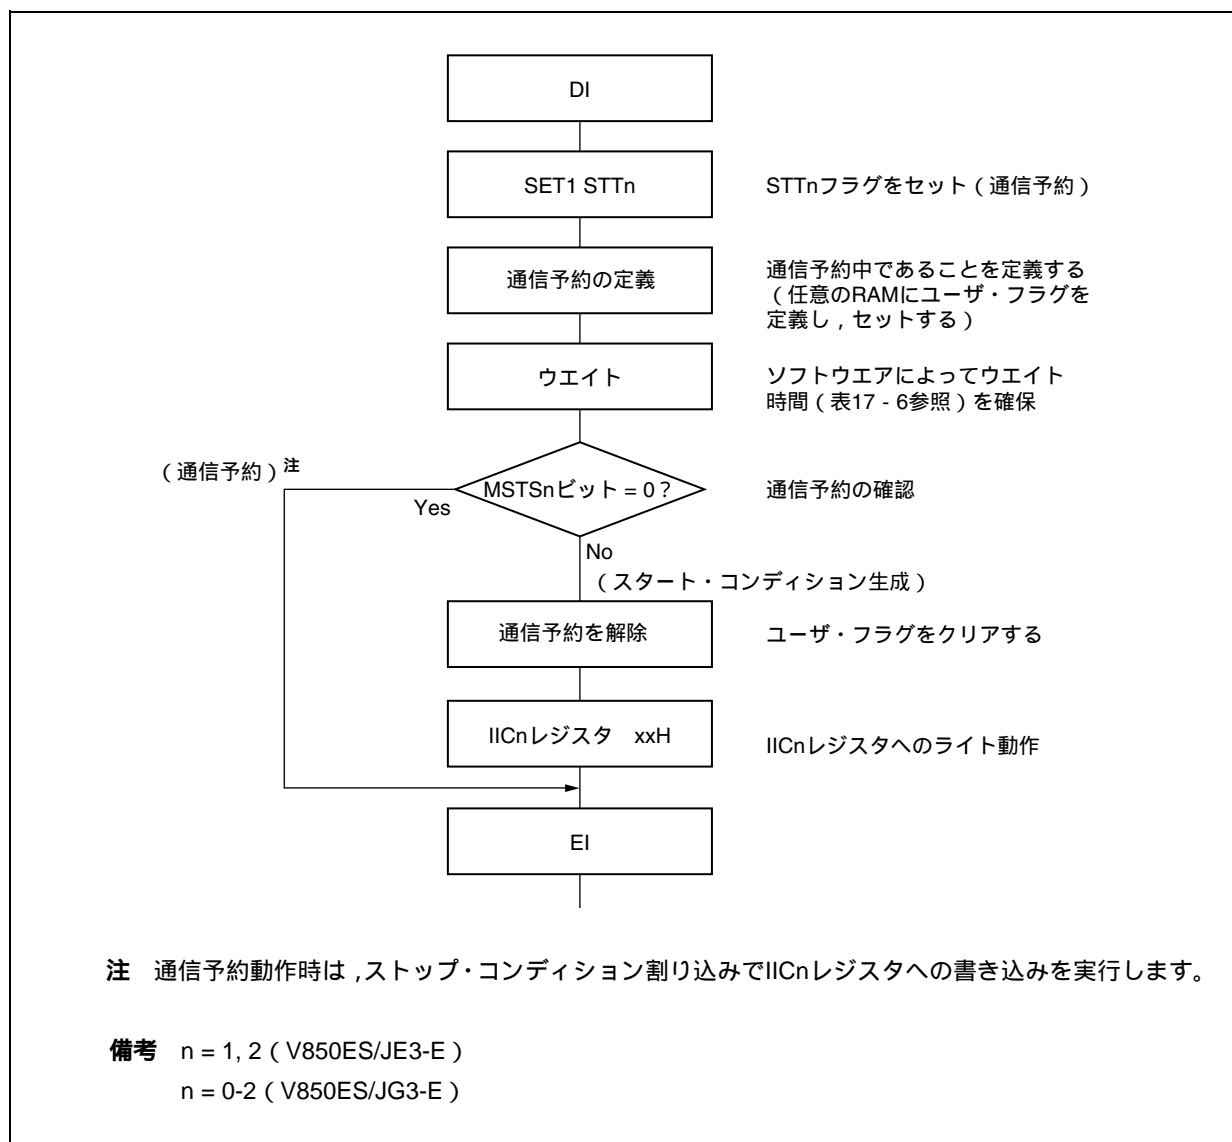 DI
SET1 STTn
STTnフラグをセット（通信予約）
通信予約の定義
通信予約中であることを定義する
（任意のRAMにユーザ・フラグを
定義し，セットする）
ウエイト
ソフトウエアによってウエイト
時間（表17 - 6参照）を確保
（通信予約）注
MSTSnビット = 0？
通信予約の確認
Yes
No
（スタート・コンディション生成）
通信予約を解除
ユーザ・フラグをクリアする
IICnレジスタ　xxH
IICnレジスタへのライト動作
EI
注　通信予約動作時は，ストップ・コンディション割り込みでIICnレジスタへの書き込みを実行します。
備考　n = 1, 2（V850ES/JE3-E）
n = 0-2（V850ES/JG3-E）